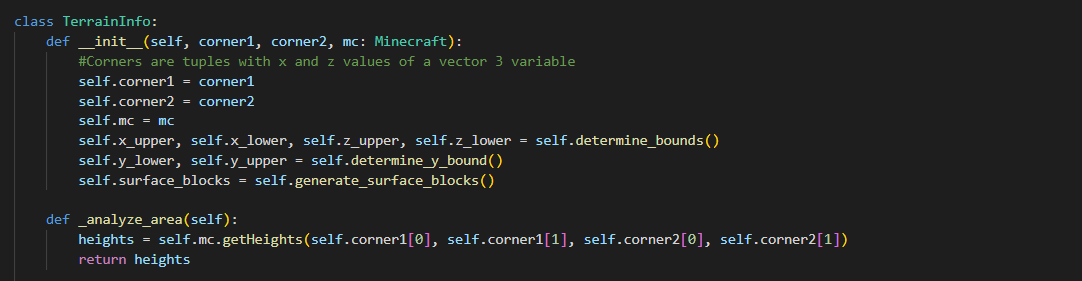 class TerrainInfo:
    def __init__(self, corner1, corner2, mc: Minecraft):
        #Corners are tuples with x and z values of a vector 3 variable
        self.corner1 = corner1
        self.corner2 = corner2
        self.mc = mc
        self.x_upper, self.x_lower, self.z_upper, self.z_lower = self.determine_bounds()
        self.y_lower, self.y_upper = self.determine_y_bound()
        self.surface_blocks = self.generate_surface_blocks()

    def _analyze_area(self):
        heights = self.mc.getHeights(self.corner1[0], self.corner1[1], self.corner2[0], self.corner2[1])
        return heights